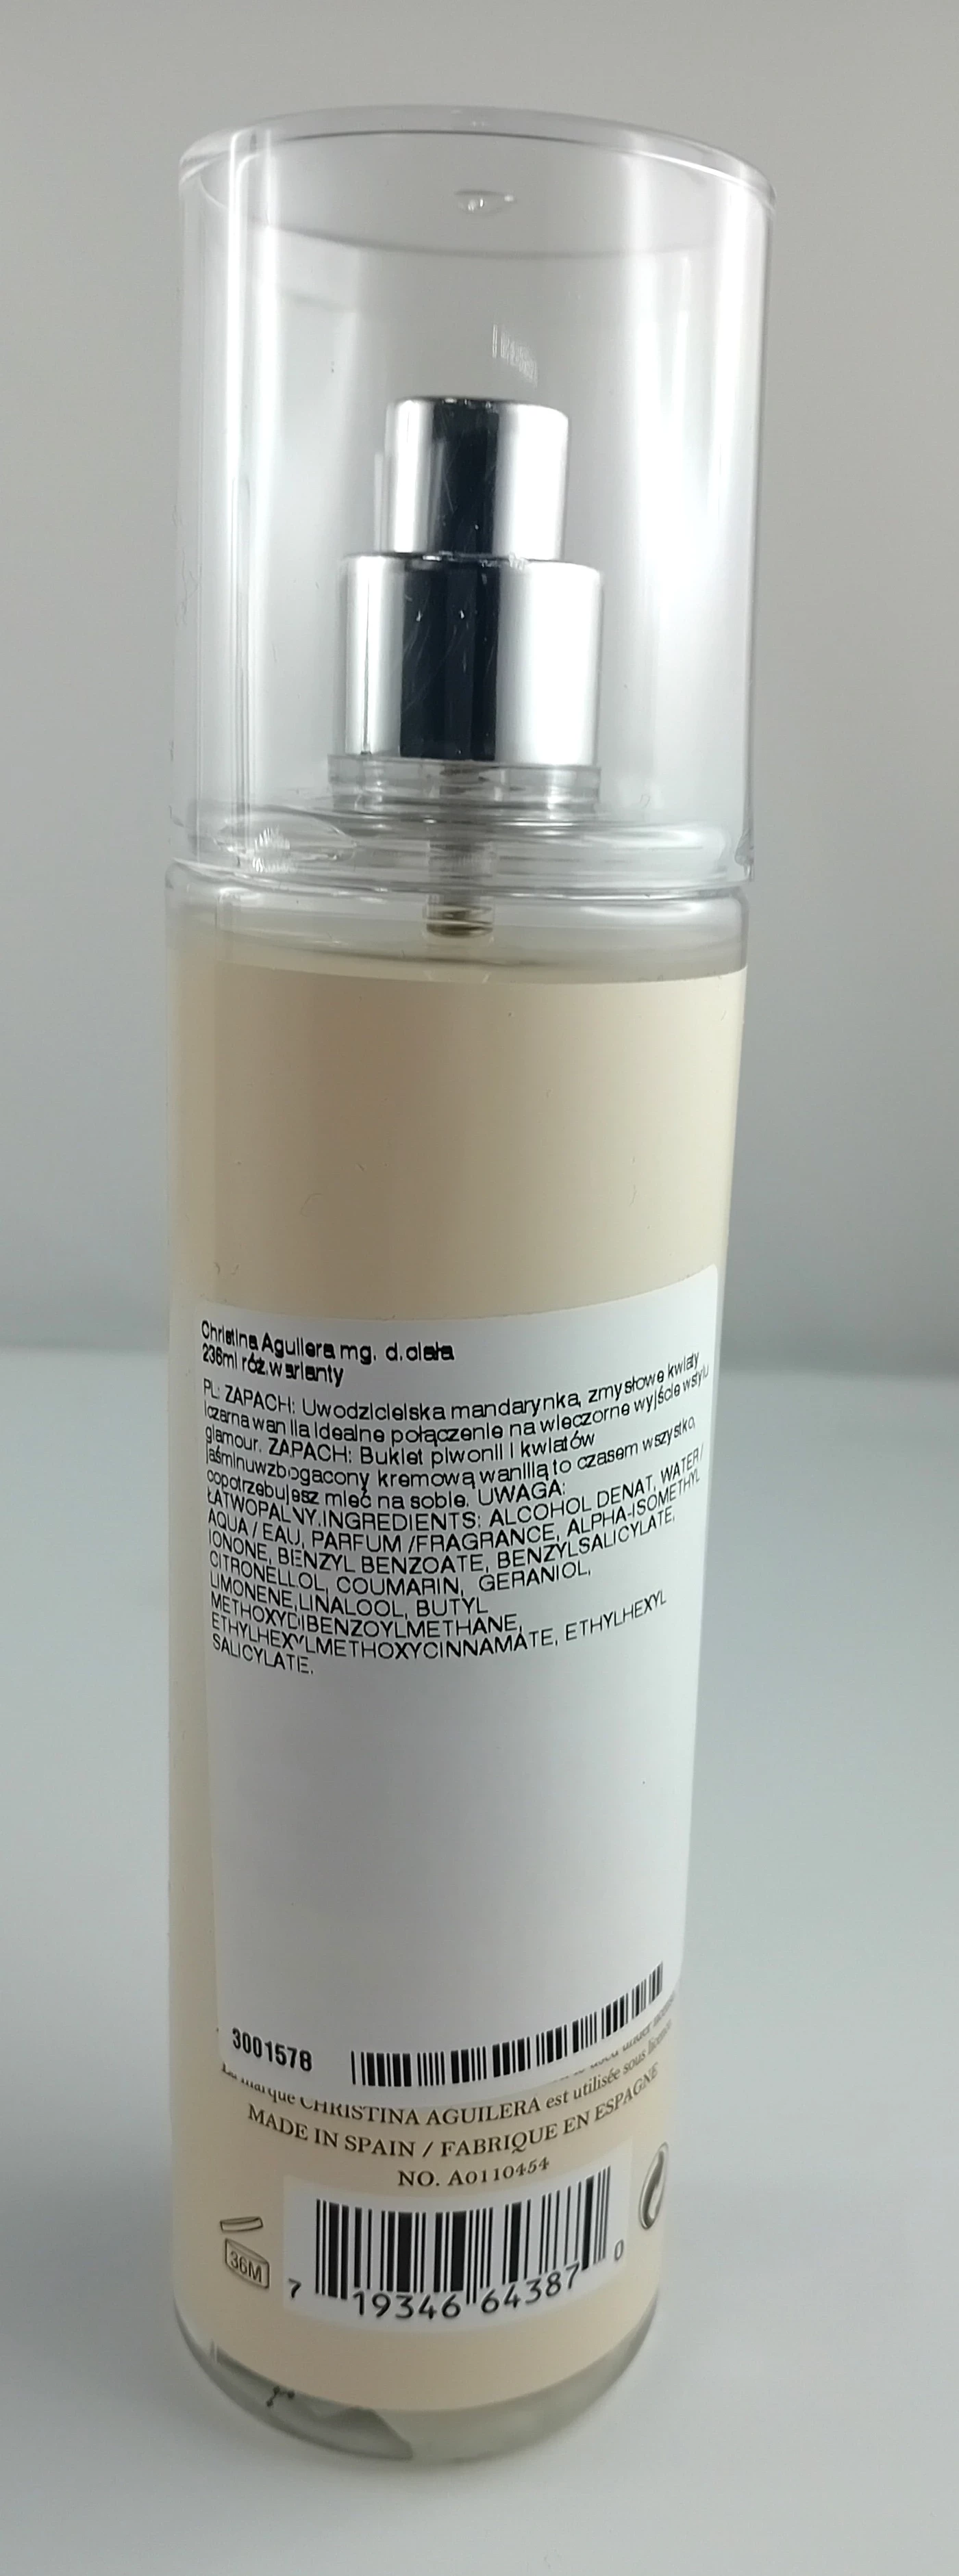 Christina Aguilera mg. d.ciała
236ml róż.warianty
PL: ZAPACH: Uwodzicielska mandarynka, zmysłowe kwiaty
iczarna wanilia idealne połączenie na wieczorne wyjście wstylu
glamour. ZAPACH: Bukiet piwonii i kwiatów
jaśminuwzbogacony kremową wanilią to czasem wszystko,
copotrzebujesz mieć na sobie. UWAGA:
ŁATWOPALNY.INGREDIENTS: ALCOHOL DENAT, WATER/
AQUA / EAU, PARFUM /FRAGRANCE, ALPHA-ISOMETHYL
IONONE, BENZYL BENZOATE, BENZYLSALICYLATE,
CITRONELLOL, COUMARIN, GERANIOL,
LIMONENE,LINALOOL, BUTYL
METHOXYDIBENZOYLMETHANE,
ETHYLHEXYLMETHOXYCINNAMATE, ETHYLHEXYL
SALICYLATE.
3001578
La marque CHRISTINA AGUILERA est utilisée sous
MADE IN SPAIN / FABRIQUE EN ESPAGNE
NO. A0110454
36M
7 19346 64387 0